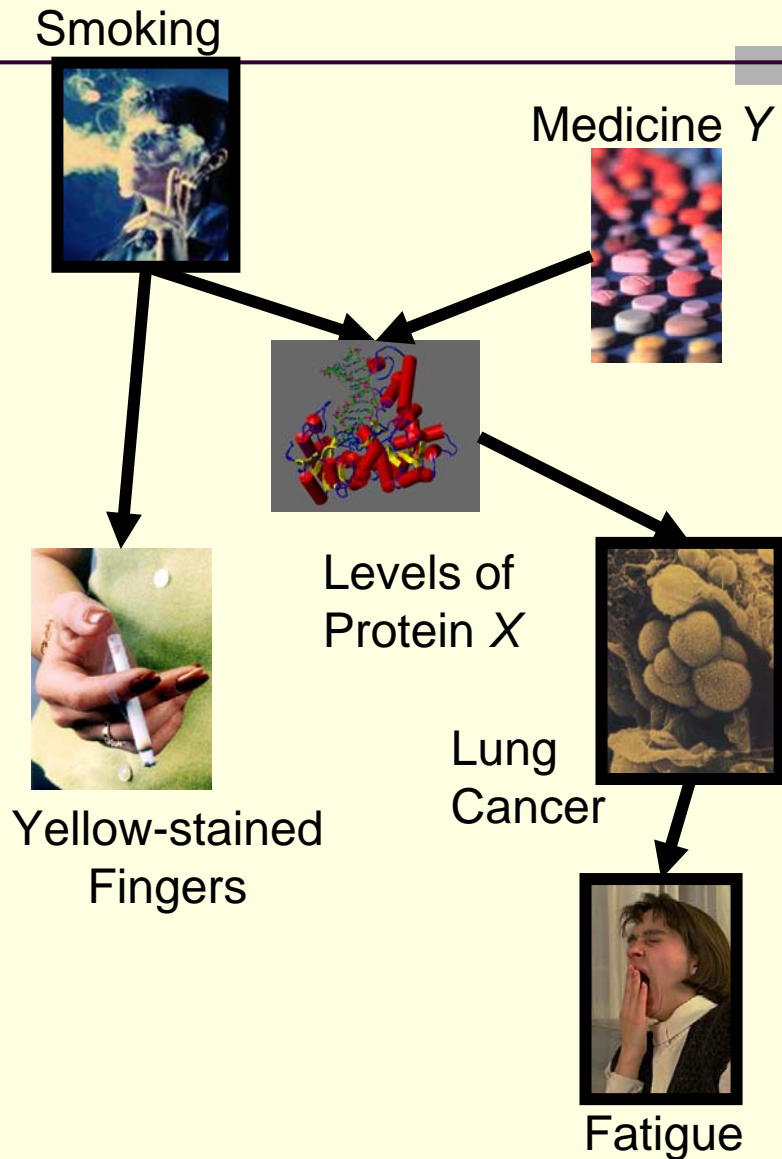 Smoking
Medicine Y
Levels of
Protein X
Lung
Cancer
Yellow-stained
Fingers
Fatigue